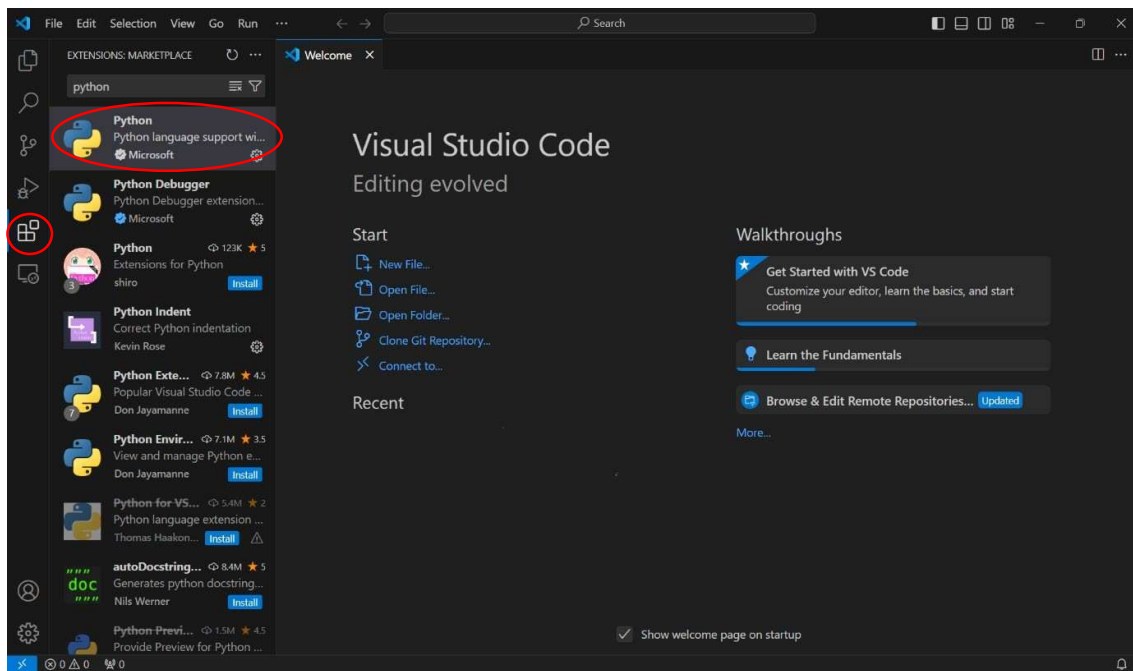 File Edit Selection View Go Run ···
Search
EXTENSIONS: MARKETPLACE ···
Welcome
···
python
Python
Python language support wi...
Microsoft
Python Debugger
Python Debugger extension...
Microsoft
Python 123K ★ 5
Extensions for Python
shiro Install
3
Python Indent
Correct Python indentation
Kevin Rose
Python Exte... 7.8M ★ 4.5
Popular Visual Studio Code ...
Don Jayamanne Install
7
Python Envir... 7.1M ★ 3.5
View and manage Python e...
Don Jayamanne Install
Python for VS... 5.4M ★ 2
Python language extension ...
Thomas Haakon... Install
autoDocstring... 8.4M ★ 5
Generates python docstring...
Nils Werner Install
""" doc """
Python Previ... 1.5M ★ 4.5
Provide Preview for Python ...
Visual Studio Code
Editing evolved
Start
New File...
Open File...
Open Folder...
Clone Git Repository...
Connect to...
Recent
Walkthroughs
Get Started with VS Code
Customize your editor, learn the basics, and start
coding
Learn the Fundamentals
Browse & Edit Remote Repositories... Updated
More...
Show welcome page on startup
0 0 0